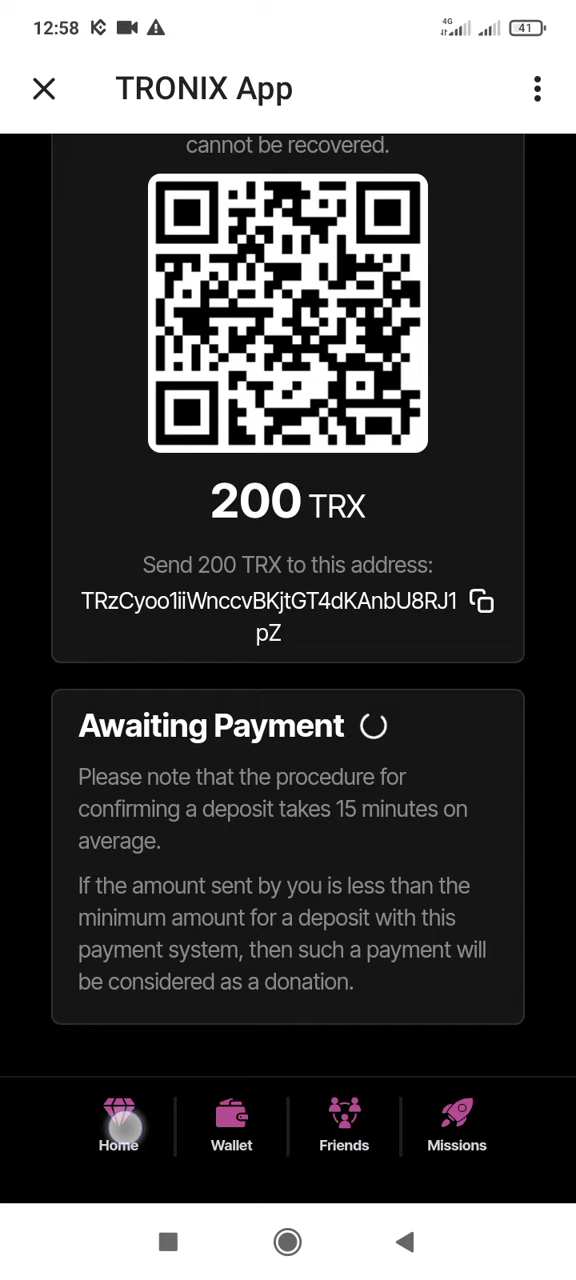 12:58
4G
41
TRONIX App
cannot be recovered.
200 TRX
Send 200 TRX to this address:
TRzCyoo1iiWnccvBKjtGT4dKAnbU8RJ1
pZ
Awaiting Payment
Please note that the procedure for
confirming a deposit takes 15 minutes on
average.
If the amount sent by you is less than the
minimum amount for a deposit with this
payment system, then such a payment will
be considered as a donation.
Home
Wallet
Friends
Missions